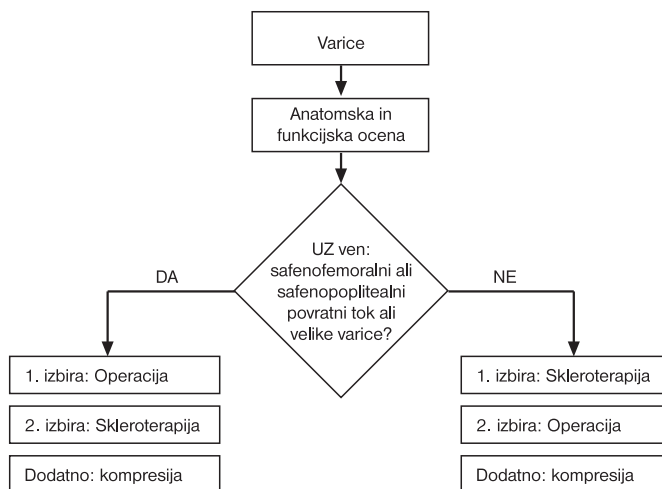 Varice
Anatomska in
funkcijska ocena
UZ ven:
safenofemoralni ali
safenopoplitealni
povratni tok ali
velike varice?
DA
NE
1. izbira: Operacija
2. izbira: Skleroterapija
Dodatno: kompresija
1. izbira: Skleroterapija
2. izbira: Operacija
Dodatno: kompresija